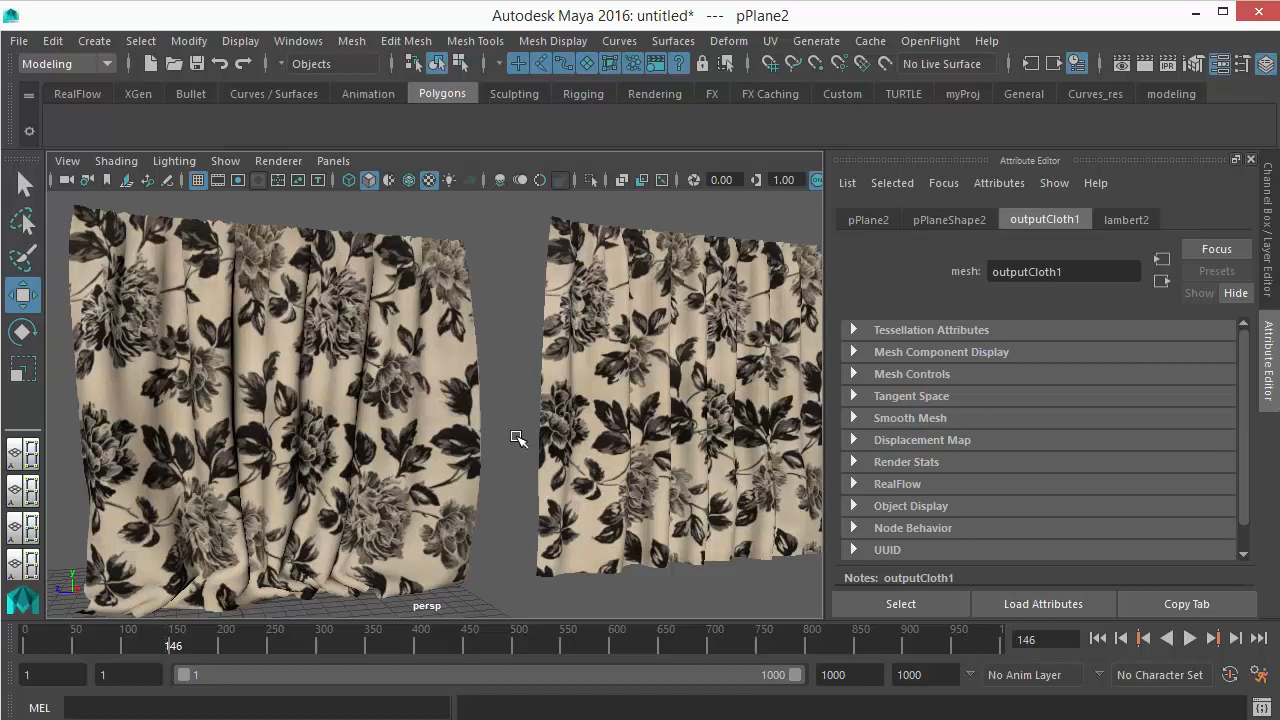 Autodesk Maya 2016: untitled* --- pPlane2
File Edit Create Select Modify Display Windows Mesh Edit Mesh Mesh Tools Mesh Display Curves Surfaces Deform UV Generate Cache OpenFlight Help
Modeling Objects No Live Surface
RealFlow XGen Bullet Curves / Surfaces Animation Polygons Sculpting Rigging Rendering FX FX Caching Custom TURTLE myProj General Curves_res modeling
View Shading Lighting Show Renderer Panels
0.00 1.00 ON
persp
y
z
Attribute Editor
List Selected Focus Attributes Show Help
pPlane2 pPlaneShape2 outputCloth1 lambert2
mesh: outputCloth1
Focus
Presets
Show Hide
Tessellation Attributes
Mesh Component Display
Mesh Controls
Tangent Space
Smooth Mesh
Displacement Map
Render Stats
RealFlow
Object Display
Node Behavior
UUID
Notes: outputCloth1
Select Load Attributes Copy Tab
Channel Box / Layer Editor
Attribute Editor
0 50 100 150 200 250 300 350 400 450 500 550 600 650 700 750 800 850 900 950 1
146
146
1 1 1 1000 1000 1000 No Anim Layer No Character Set
MEL